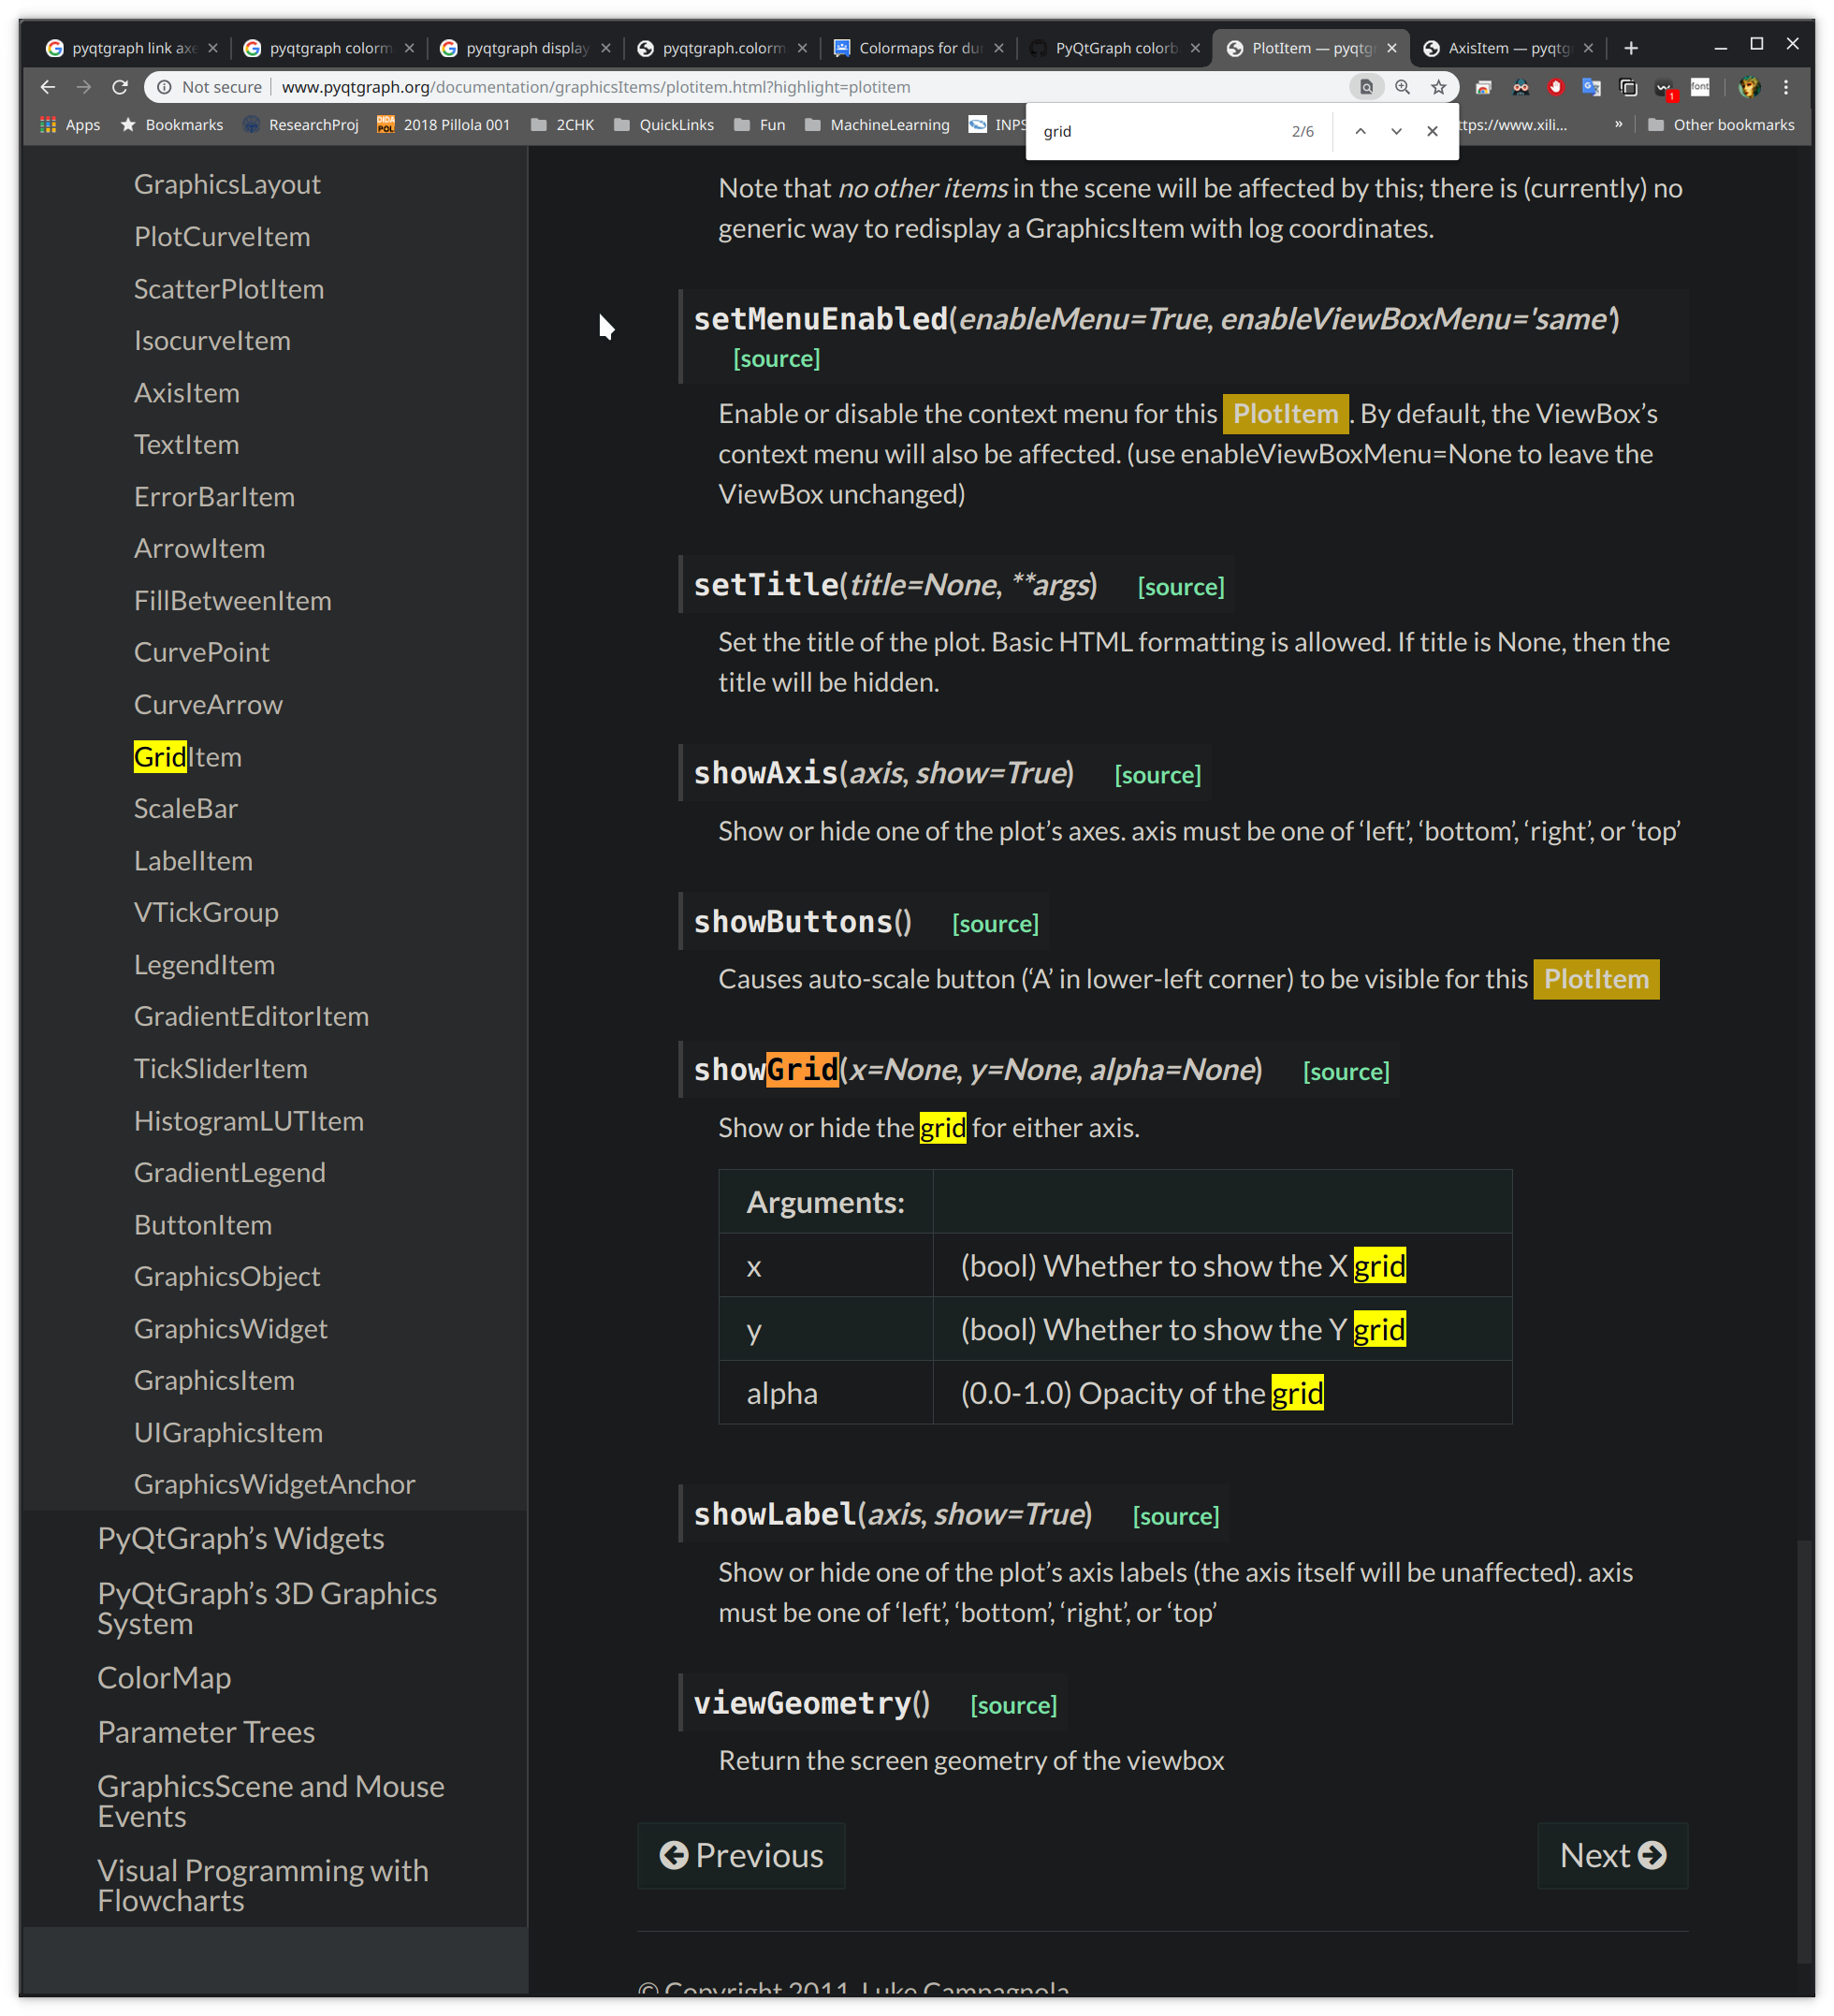 pyqtgraph link axe
pyqtgraph colorm
pyqtgraph display
pyqtgraph.colorm
Colormaps for du
PyQtGraph colorb
PlotItem — pyqtg
AxisItem — pyqtg
Not secure
www.pyqtgraph.org/documentation/graphicsItems/plotitem.html?highlight=plotitem
font
1
Apps
Bookmarks
ResearchProj
DIDA POL
2018 Pillola 001
2CHK
QuickLinks
Fun
MachineLearning
INPS
ttps://www.xili...
»
Other bookmarks
grid
2/6
GraphicsLayout
PlotCurveItem
ScatterPlotItem
IsocurveItem
AxisItem
TextItem
ErrorBarItem
ArrowItem
FillBetweenItem
CurvePoint
CurveArrow
GridItem
ScaleBar
LabelItem
VTickGroup
LegendItem
GradientEditorItem
TickSliderItem
HistogramLUTItem
GradientLegend
ButtonItem
GraphicsObject
GraphicsWidget
GraphicsItem
UIGraphicsItem
GraphicsWidgetAnchor
PyQtGraph’s Widgets
PyQtGraph’s 3D Graphics
System
ColorMap
Parameter Trees
GraphicsScene and Mouse
Events
Visual Programming with
Flowcharts
Note that no other items in the scene will be affected by this; there is (currently) no
generic way to redisplay a GraphicsItem with log coordinates.
setMenuEnabled(enableMenu=True, enableViewBoxMenu='same')
[source]
Enable or disable the context menu for this PlotItem. By default, the ViewBox’s
context menu will also be affected. (use enableViewBoxMenu=None to leave the
ViewBox unchanged)
setTitle(title=None, **args) [source]
Set the title of the plot. Basic HTML formatting is allowed. If title is None, then the
title will be hidden.
showAxis(axis, show=True) [source]
Show or hide one of the plot’s axes. axis must be one of ‘left’, ‘bottom’, ‘right’, or ‘top’
showButtons() [source]
Causes auto-scale button (‘A’ in lower-left corner) to be visible for this PlotItem
showGrid(x=None, y=None, alpha=None) [source]
Show or hide the grid for either axis.
Arguments:
x (bool) Whether to show the X grid
y (bool) Whether to show the Y grid
alpha (0.0-1.0) Opacity of the grid
showLabel(axis, show=True) [source]
Show or hide one of the plot’s axis labels (the axis itself will be unaffected). axis
must be one of ‘left’, ‘bottom’, ‘right’, or ‘top’
viewGeometry() [source]
Return the screen geometry of the viewbox
Previous
Next
© Copyright 2011, Luke Campagnola